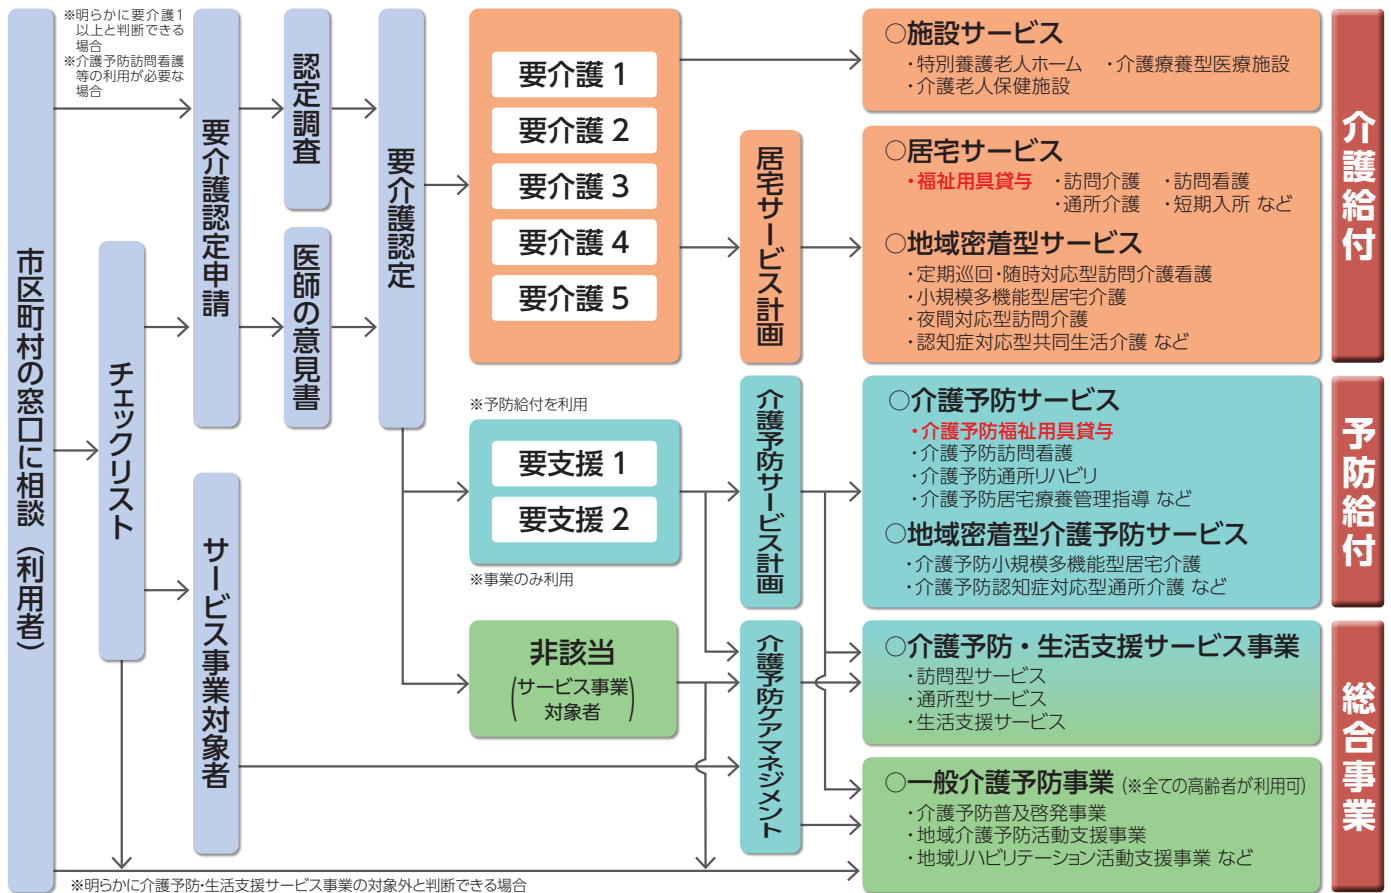 市区町村の窓口に相談（利用者）
※明らかに要介護1
以上と判断できる
場合
※介護予防訪問看護
等の利用が必要な
場合
チェックリスト
要介護認定申請
サービス事業対象者
認定調査
医師の意見書
要介護認定
要介護 1
要介護 2
要介護 3
要介護 4
要介護 5
※予防給付を利用
要支援 1
要支援 2
※事業のみ利用
非該当
（サービス事業
対象者）
居宅サービス計画
介護予防サービス計画
介護予防ケアマネジメント
○施設サービス
・特別養護老人ホーム ・介護療養型医療施設
・介護老人保健施設
○居宅サービス
・福祉用具貸与 ・訪問介護 ・訪問看護
・通所介護 ・短期入所 など
○地域密着型サービス
・定期巡回・随時対応型訪問介護看護
・小規模多機能型居宅介護
・夜間対応型訪問介護
・認知症対応型共同生活介護 など
○介護予防サービス
・介護予防福祉用具貸与
・介護予防訪問看護
・介護予防通所リハビリ
・介護予防居宅療養管理指導 など
○地域密着型介護予防サービス
・介護予防小規模多機能型居宅介護
・介護予防認知症対応型通所介護 など
○介護予防・生活支援サービス事業
・訪問型サービス
・通所型サービス
・生活支援サービス
○一般介護予防事業（※全ての高齢者が利用可）
・介護予防普及啓発事業
・地域介護予防活動支援事業
・地域リハビリテーション活動支援事業 など
介護給付
予防給付
総合事業
※明らかに介護予防・生活支援サービス事業の対象外と判断できる場合